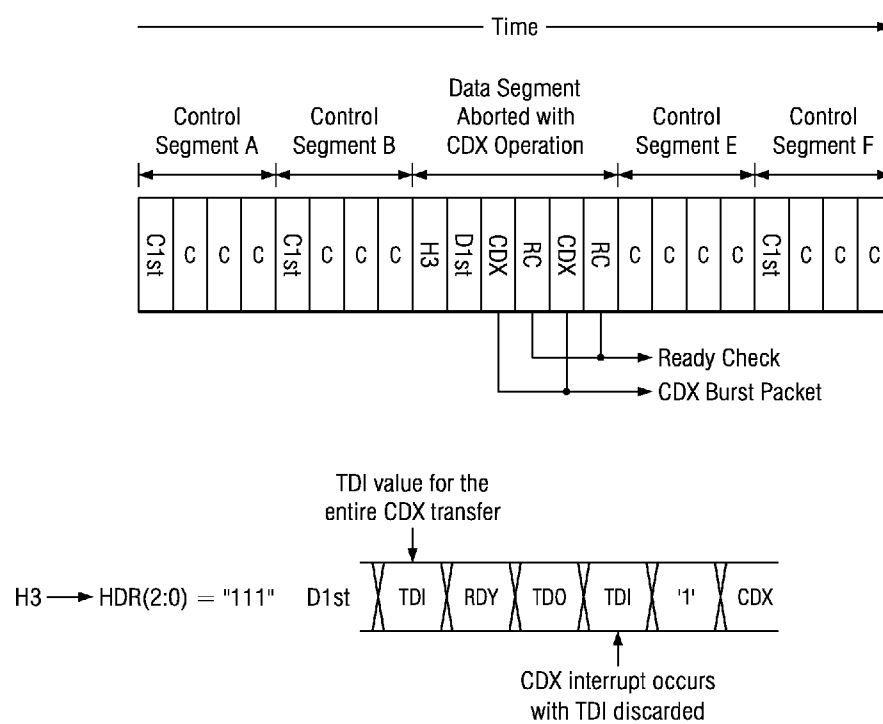 Time
Data Segment
Aborted with
CDX Operation
Control
Segment A
Control
Segment B
Control
Segment E
Control
Segment F
C1st C C C C1st C C C H3 D1st CDX RC CDX RC C C C C C1st C C C
Ready Check
CDX Burst Packet
TDI value for the
entire CDX transfer
H3 HDR(2:0) = "111" D1st TDI RDY TDO TDI '1' CDX
CDX interrupt occurs
with TDI discarded